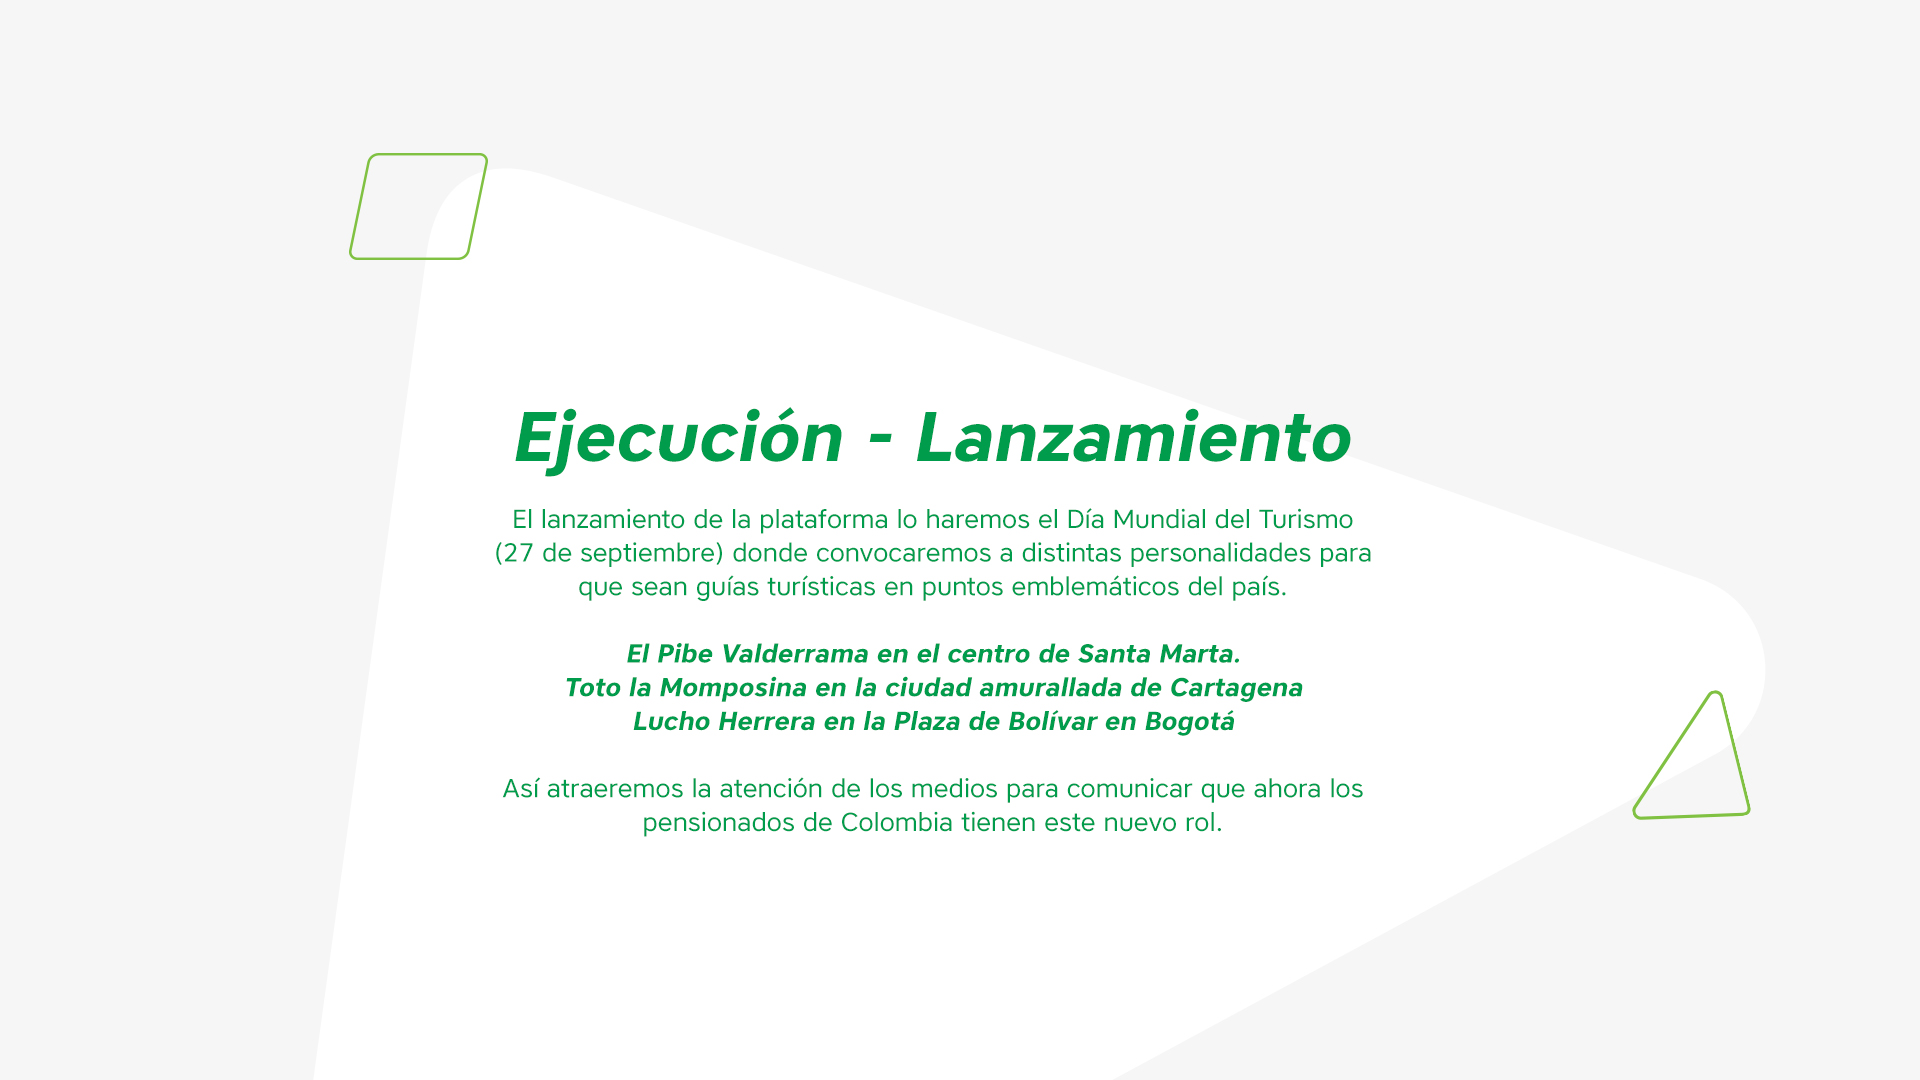 Ejecución - Lanzamiento
El lanzamiento de la plataforma lo haremos el Día Mundial del Turismo
(27 de septiembre) donde convocaremos a distintas personalidades para
que sean guías turísticas en puntos emblemáticos del país.
El Pibe Valderrama en el centro de Santa Marta.
Toto la Momposina en la ciudad amurallada de Cartagena
Lucho Herrera en la Plaza de Bolívar en Bogotá
Así atraeremos la atención de los medios para comunicar que ahora los
pensionados de Colombia tienen este nuevo rol.